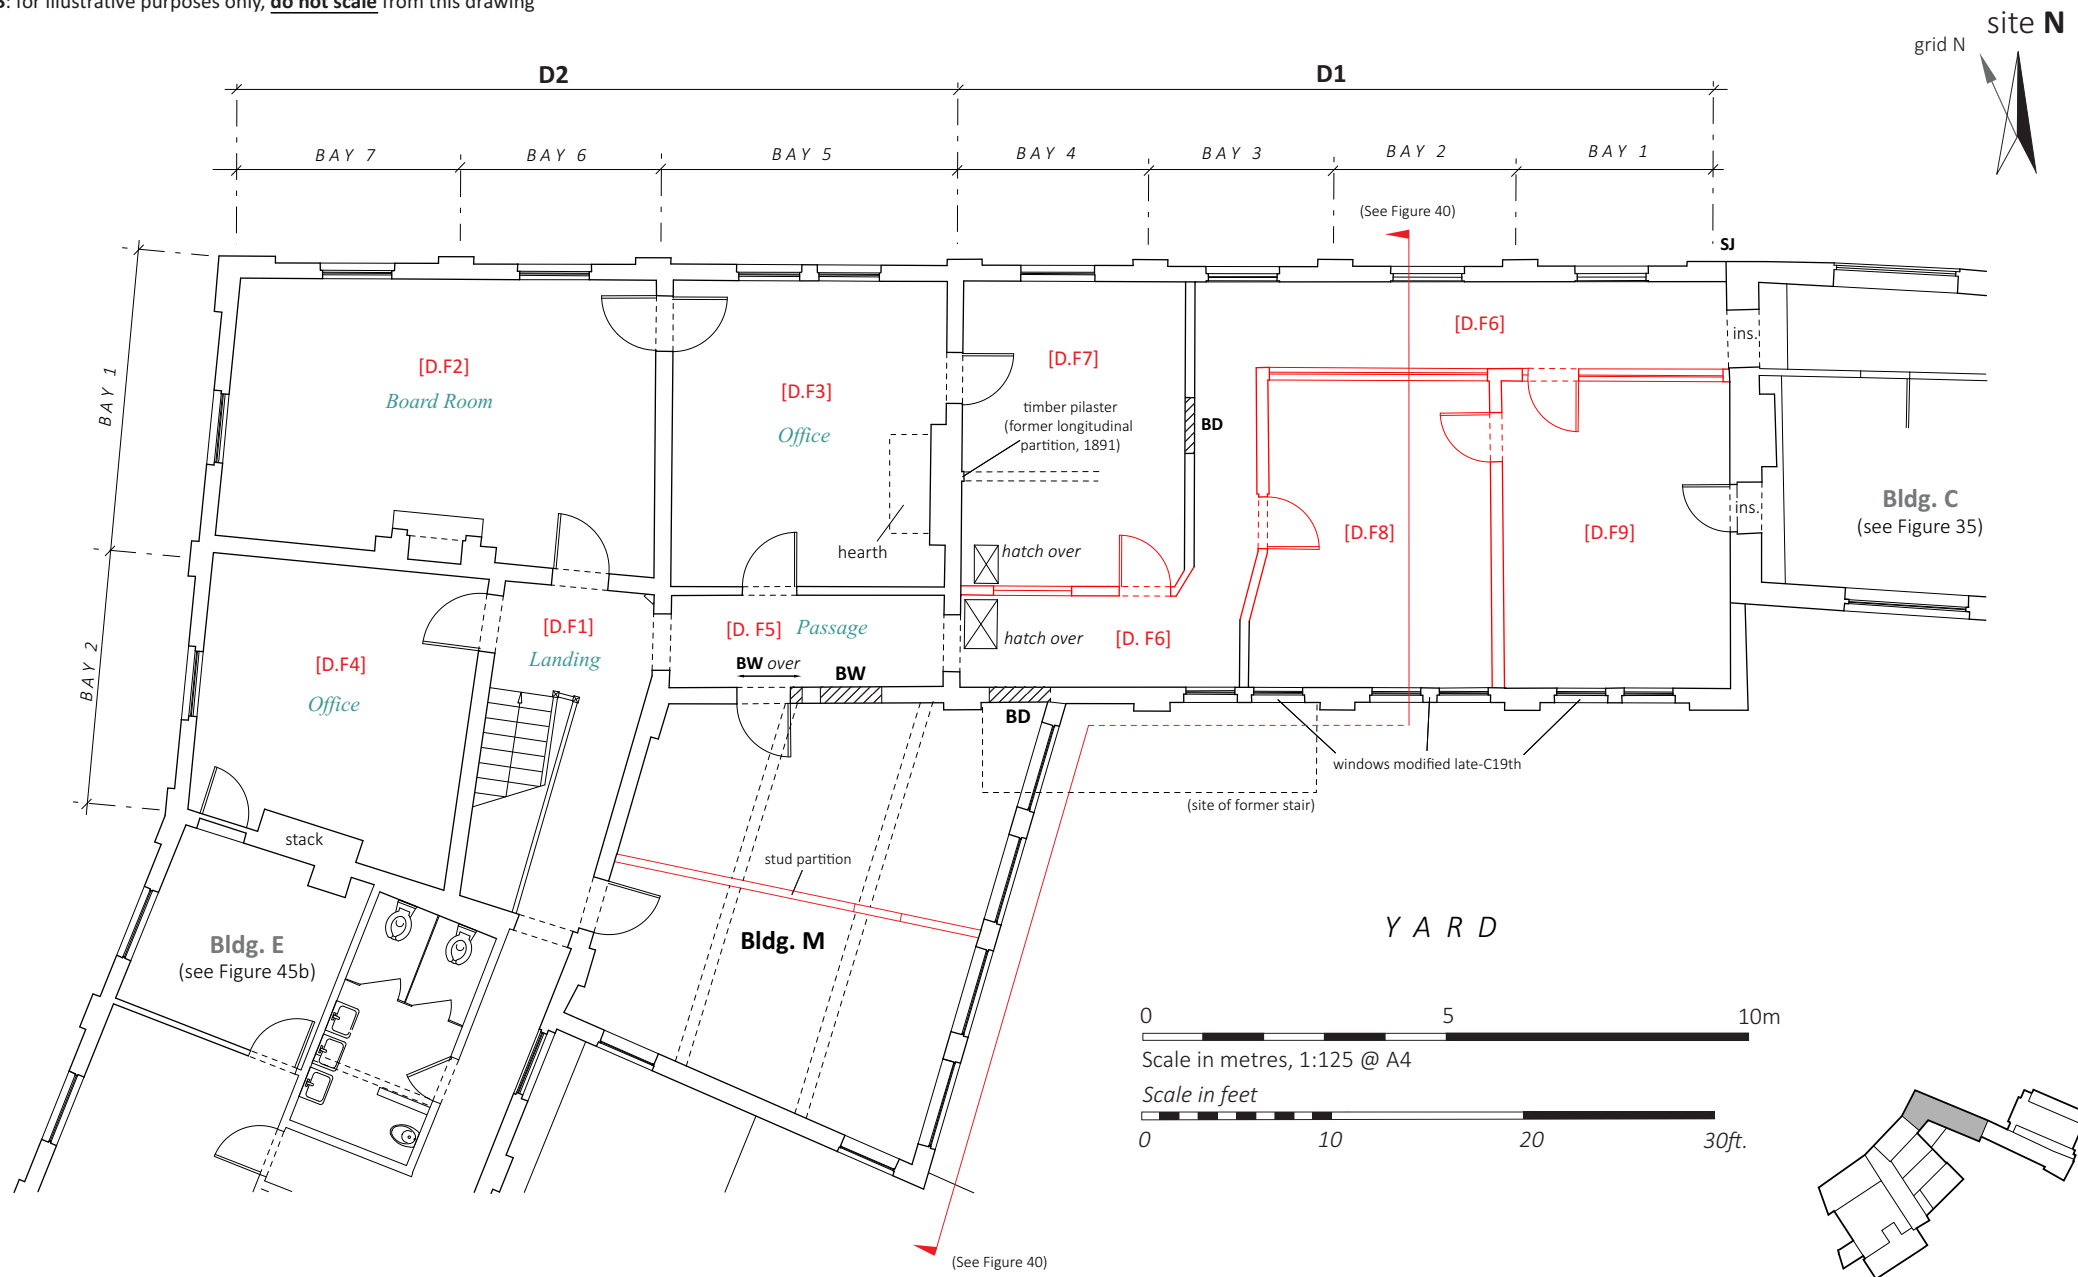 : for illustrative purposes only, do not scale from this drawing
site N
grid N
D2
D1
BAY 7
BAY 6
BAY 5
BAY 4
BAY 3
BAY 2
BAY 1
(See Figure 40)
SJ
BAY 1
BAY 2
[D.F2]
Board Room
[D.F3]
Office
[D.F7]
timber pilaster
(former longitudinal
partition, 1891)
BD
[D.F6]
ins.
ins.
[D.F8]
[D.F9]
Bldg. C
(see Figure 35)
hearth
hatch over
hatch over
[D.F1]
Landing
[D. F5] Passage
[D. F6]
BW over
BW
BD
[D.F4]
Office
windows modified late-C19th
(site of former stair)
stack
stud partition
Bldg. E
(see Figure 45b)
Bldg. M
YARD
0 5 10m
Scale in metres, 1:125 @ A4
Scale in feet
0 10 20 30ft.
(See Figure 40)